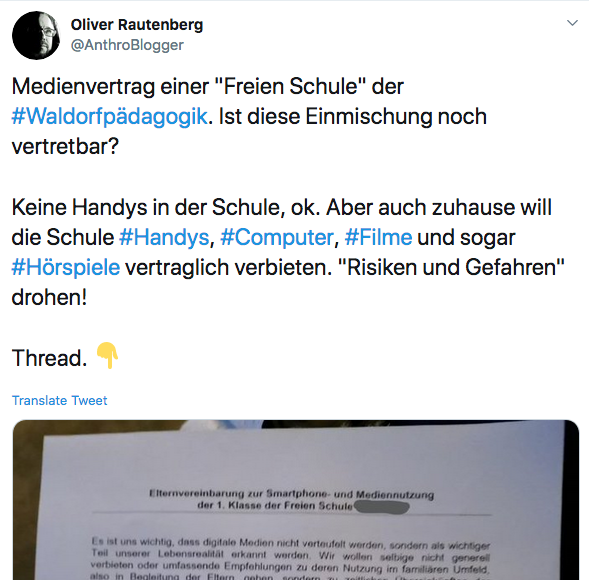 Oliver Rautenberg
@AnthroBlogger
Medienvertrag einer "Freien Schule" der
#Waldorfpädagogik. Ist diese Einmischung noch
vertretbar?
Keine Handys in der Schule, ok. Aber auch zuhause will
die Schule #Handys, #Computer, #Filme und sogar
#Hörspiele vertraglich verbieten. "Risiken und Gefahren"
drohen!
Thread.
Translate Tweet
Elternvereinbarung zur Smartphone- und Mediennutzung
der 1. Klasse der Freien Schule
Es ist uns wichtig, dass digitale Medien nicht verteufelt werden, sondern als wichtiger
Teil unserer Lebensrealität erkannt werden. Wir wollen selbige nicht generell
verbieten oder umfassende Empfehlungen zu deren Nutzung im familiären Umfeld,
also in Begleitung der Eltern, geben, sondern zu